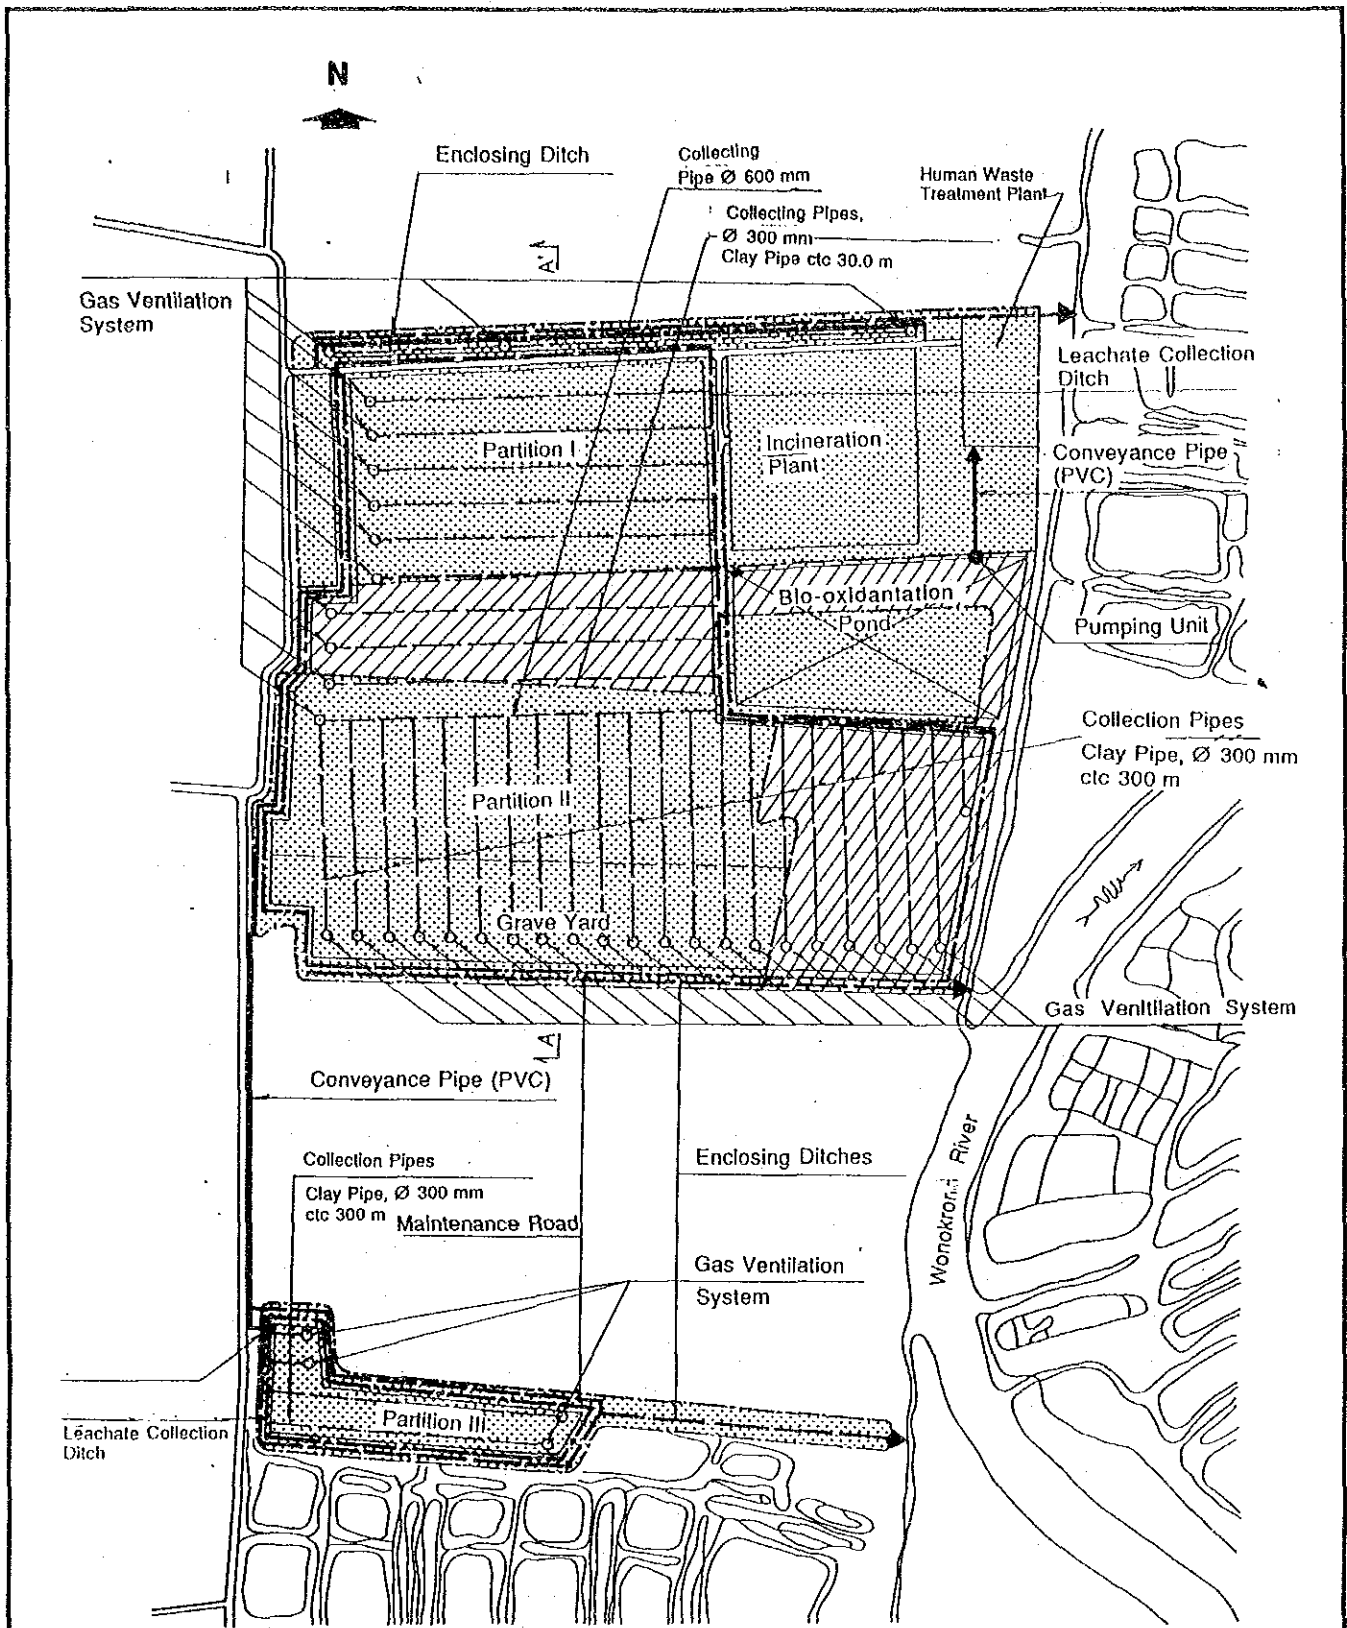 N
Enclosing Ditch
Collecting
Pipe Ø 600 mm
Human Waste
Treatment Plant
Collecting Pipes,
Ø 300 mm
Clay Pipe ctc 30.0 m
A'
Gas Ventilation
System
Leachate Collection
Ditch
Partition I
Incineration
Plant
Conveyance Pipe
(PVC)
Bio-oxidantation
Pond
Pumping Unit
Collection Pipes
Clay Pipe, Ø 300 mm
ctc 300 m
Partition II
Grave Yard
Gas Venitilation System
A
Conveyance Pipe (PVC)
Wonokromo River
Enclosing Ditches
Collection Pipes
Clay Pipe, Ø 300 mm
ctc 300 m
Maintenance Road
Gas Ventilation
System
Partition III
Leachate Collection
Ditch